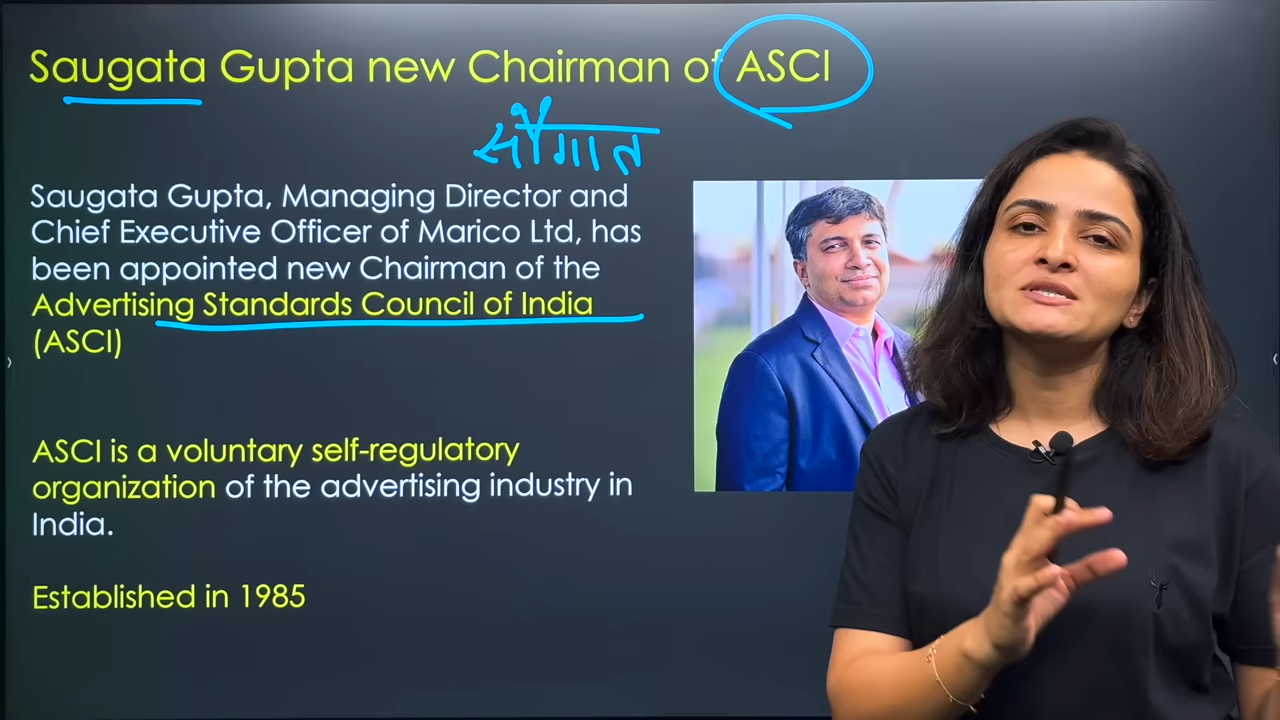 Saugata Gupta new Chairman of ASCI
सौगात
Saugata Gupta, Managing Director and
Chief Executive Officer of Marico Ltd, has
been appointed new Chairman of the
Advertising Standards Council of India
(ASCI)
ASCI is a voluntary self-regulatory
organization of the advertising industry in
India.
Established in 1985